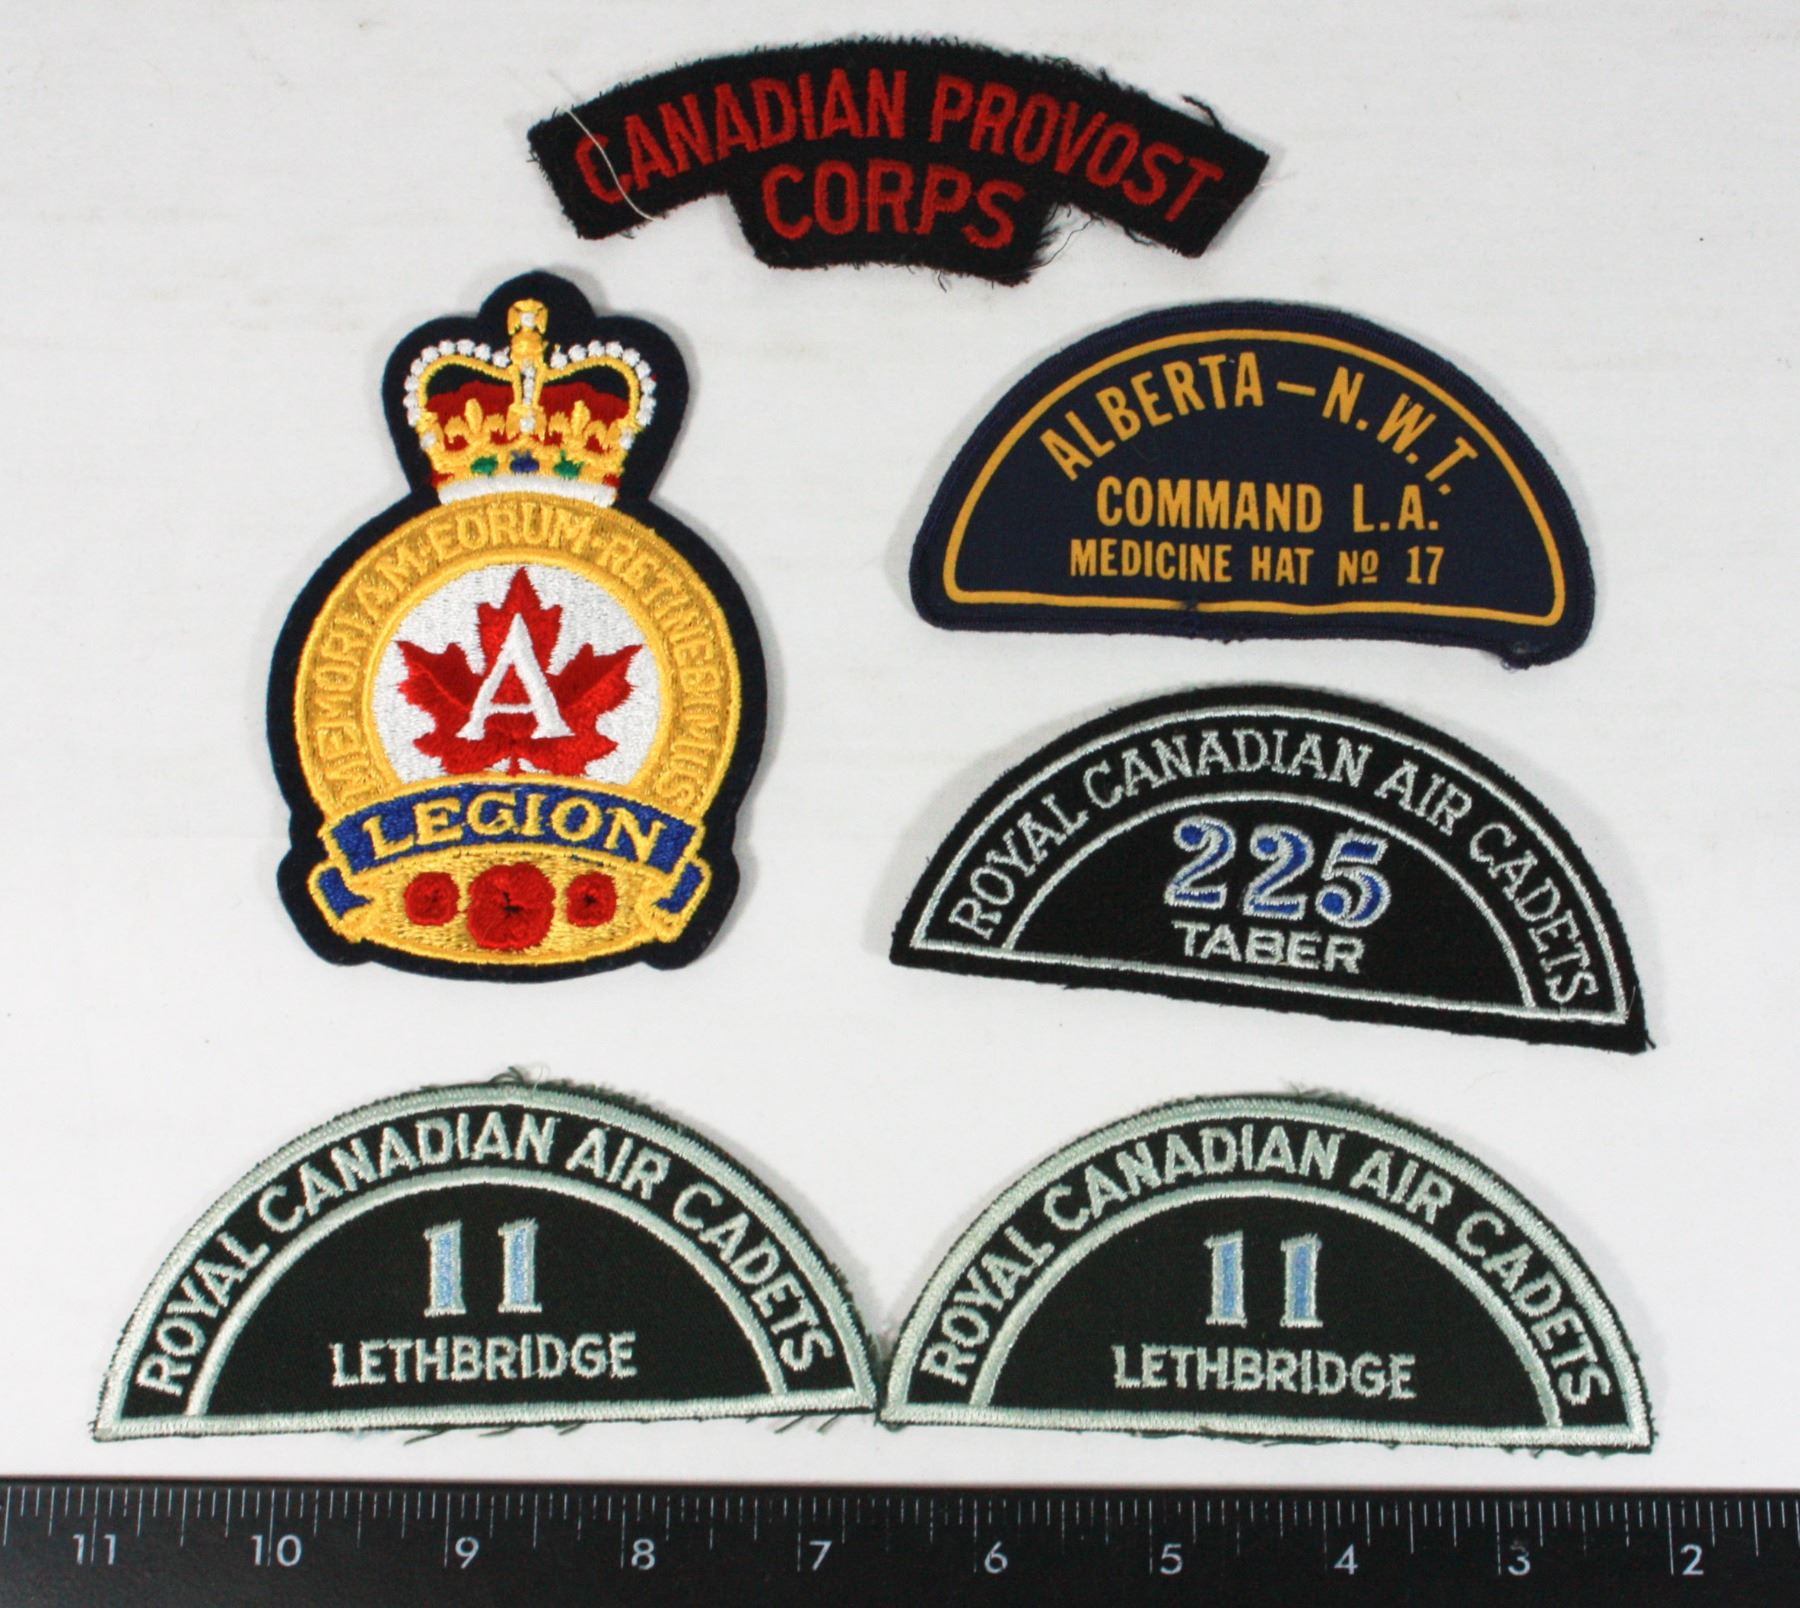 CANADIAN PROVOST
CORPS
MEMORIAM·EORUM·RETINEBIMUS
A
LEGION
ALBERTA — N.W.T.
COMMAND L.A.
MEDICINE HAT No 17
ROYAL CANADIAN AIR CADETS
225
TABER
ROYAL CANADIAN AIR CADETS
11
LETHBRIDGE
ROYAL CANADIAN AIR CADETS
11
LETHBRIDGE
11 10 9 8 7 6 5 4 3 2